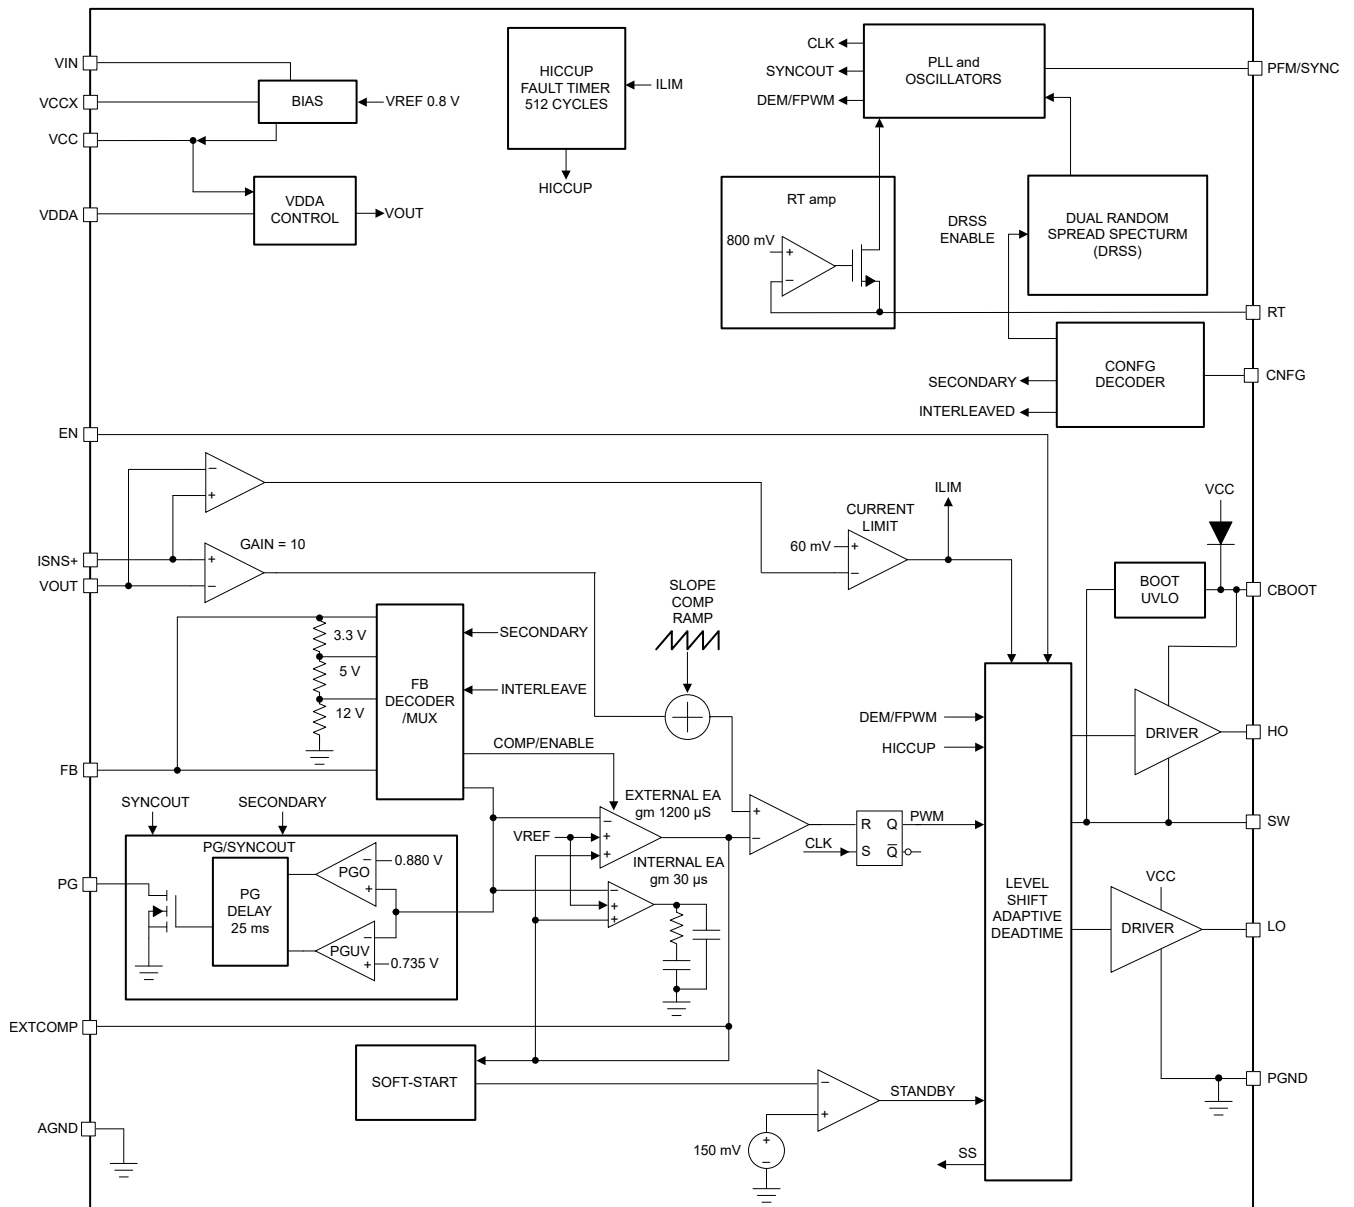 VIN
VCCX
VCC
VDDA
BIAS
VREF 0.8 V
VDDA
CONTROL
VOUT
HICCUP
FAULT TIMER
512 CYCLES
ILIM
HICCUP
CLK
SYNCOUT
DEM/FPWM
PLL and
OSCILLATORS
PFM/SYNC
RT amp
800 mV
+
−
DRSS
ENABLE
DUAL RANDOM
SPREAD SPECTURM
(DRSS)
RT
CONFG
DECODER
CNFG
SECONDARY
INTERLEAVED
EN
−
+
ISNS+
VOUT
+
−
GAIN = 10
CURRENT
LIMIT
ILIM
60 mV
+
−
VCC
BOOT
UVLO
CBOOT
SLOPE
COMP
RAMP
3.3 V
5 V
12 V
FB
DECODER
/MUX
SECONDARY
INTERLEAVE
COMP/ENABLE
FB
DEM/FPWM
HICCUP
DRIVER
HO
SYNCOUT
SECONDARY
PG/SYNCOUT
PG
PG
DELAY
25 ms
−
PGO
+
0.880 V
−
PGUV
+
0.735 V
EXTERNAL EA
gm 1200 µS
VREF
−
+
+
INTERNAL EA
gm 30 µs
−
+
+
+
−
R
Q
S
Q
CLK
PWM
SW
LEVEL
SHIFT
ADAPTIVE
DEADTIME
VCC
DRIVER
LO
EXTCOMP
SOFT-START
−
+
STANDBY
150 mV
+
−
SS
PGND
AGND